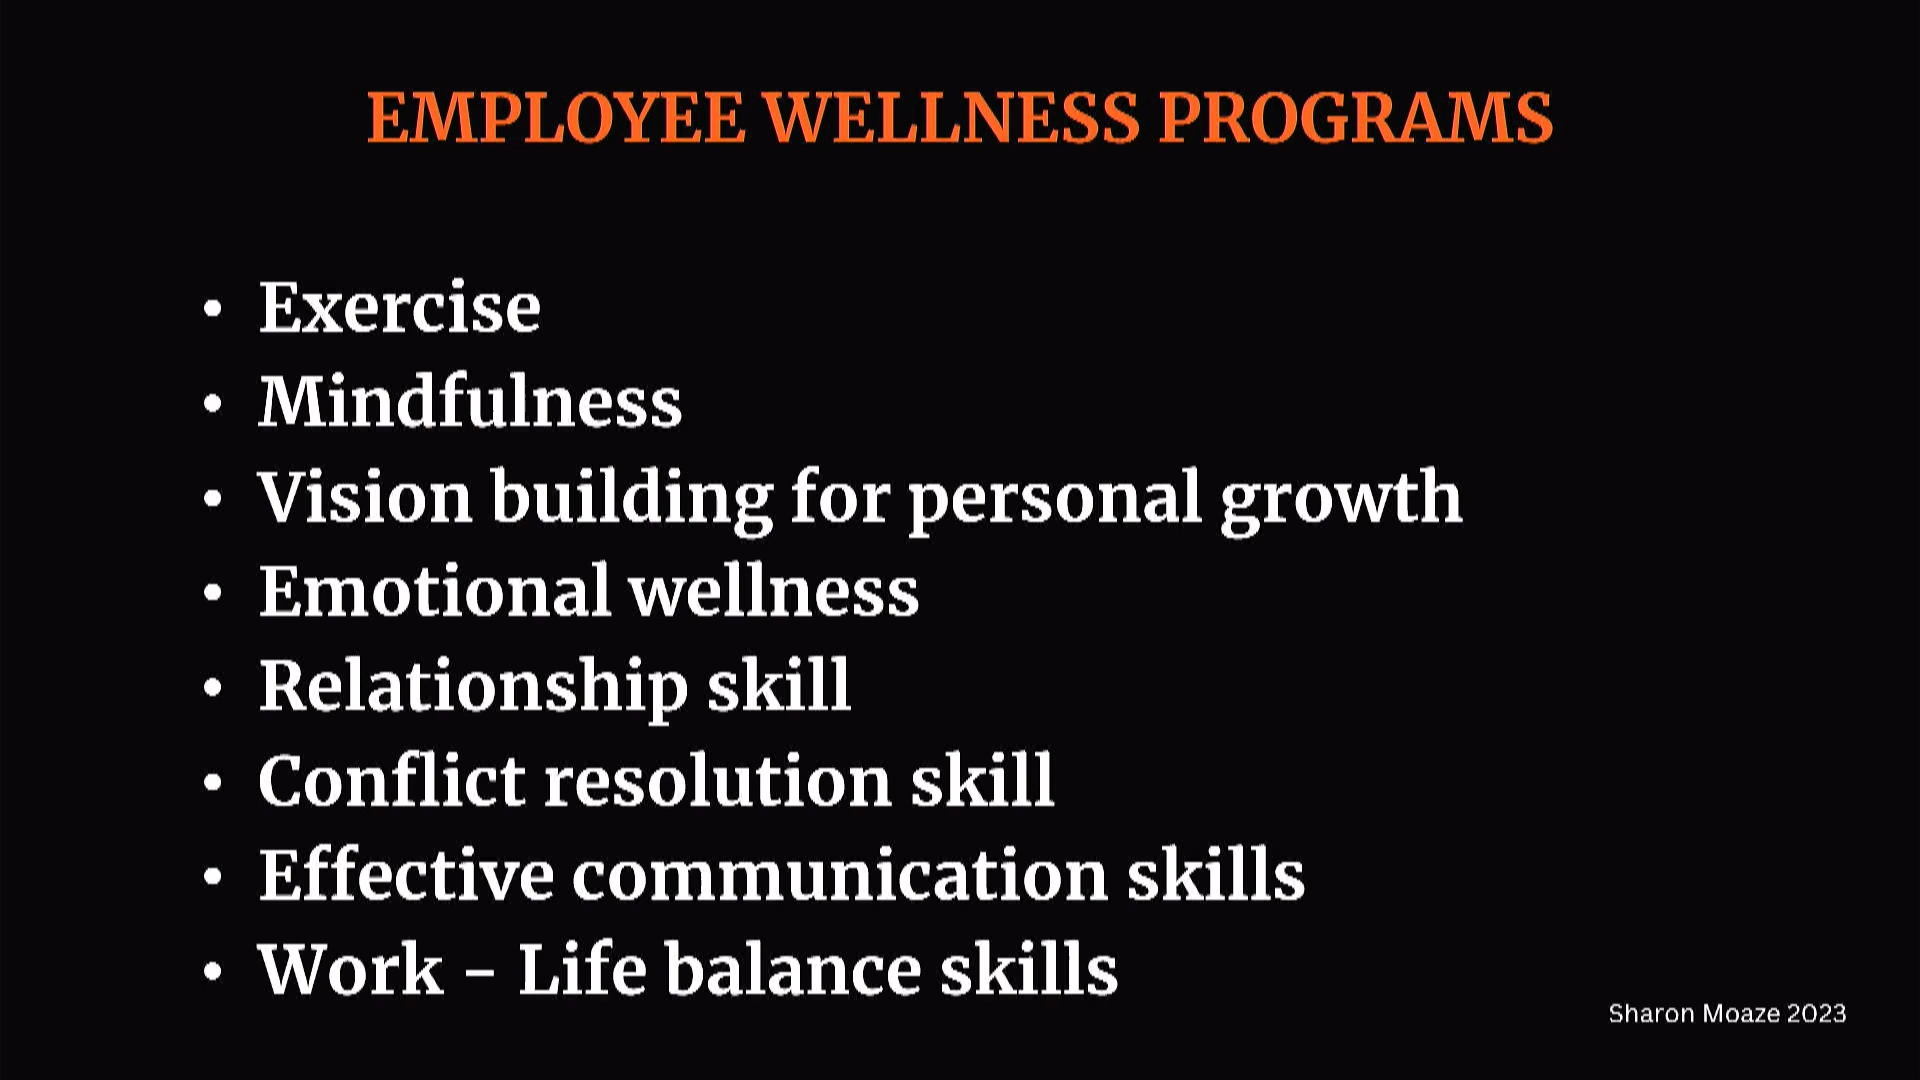 EMPLOYEE WELLNESS PROGRAMS
• Exercise
• Mindfulness
• Vision building for personal growth
• Emotional wellness
• Relationship skill
• Conflict resolution skill
• Effective communication skills
• Work - Life balance skills
Sharon Moaze 2023